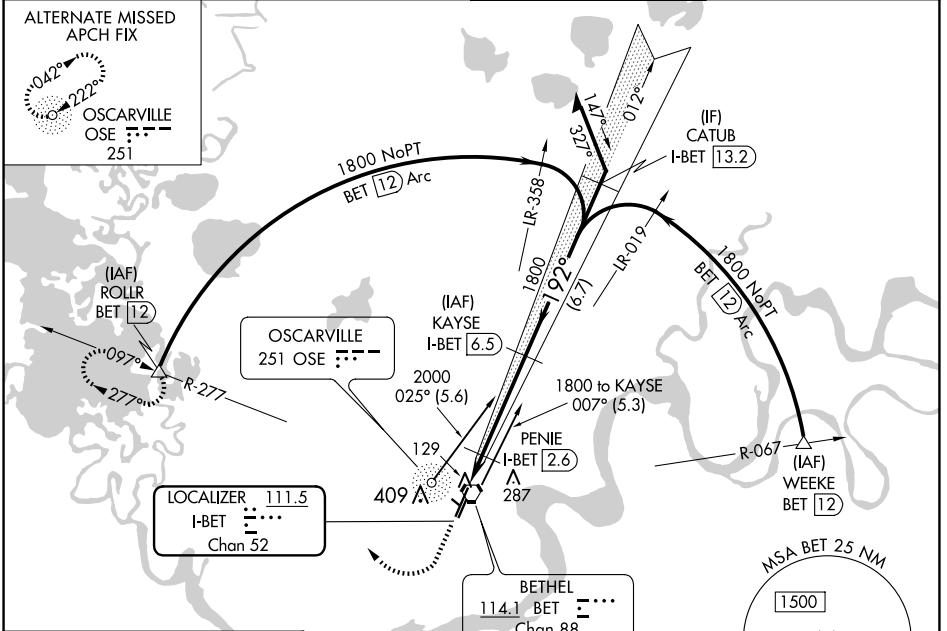 ALTERNATE MISSED
APCH FIX
042°
222°
OSCARVILLE
OSE
251
1800 NoPT
BET 12 Arc
LR-358
147°
327°
012°
(IF)
CATUB
I-BET 13.2
1800
192°
(6.7)
LR-019
1800 NoPT
BET 12 Arc
(IAF)
ROLLR
BET 12
097°
277°
R-277
(IAF)
KAYSE
I-BET 6.5
OSCARVILLE
251 OSE
2000
025° (5.6)
1800 to KAYSE
007° (5.3)
129
PENIE
I-BET 2.6
409
287
R-067
(IAF)
WEEKE
BET 12
LOCALIZER 111.5
I-BET
Chan 52
BETHEL
114.1 BET
Chan 88
MSA BET 25 NM
1500